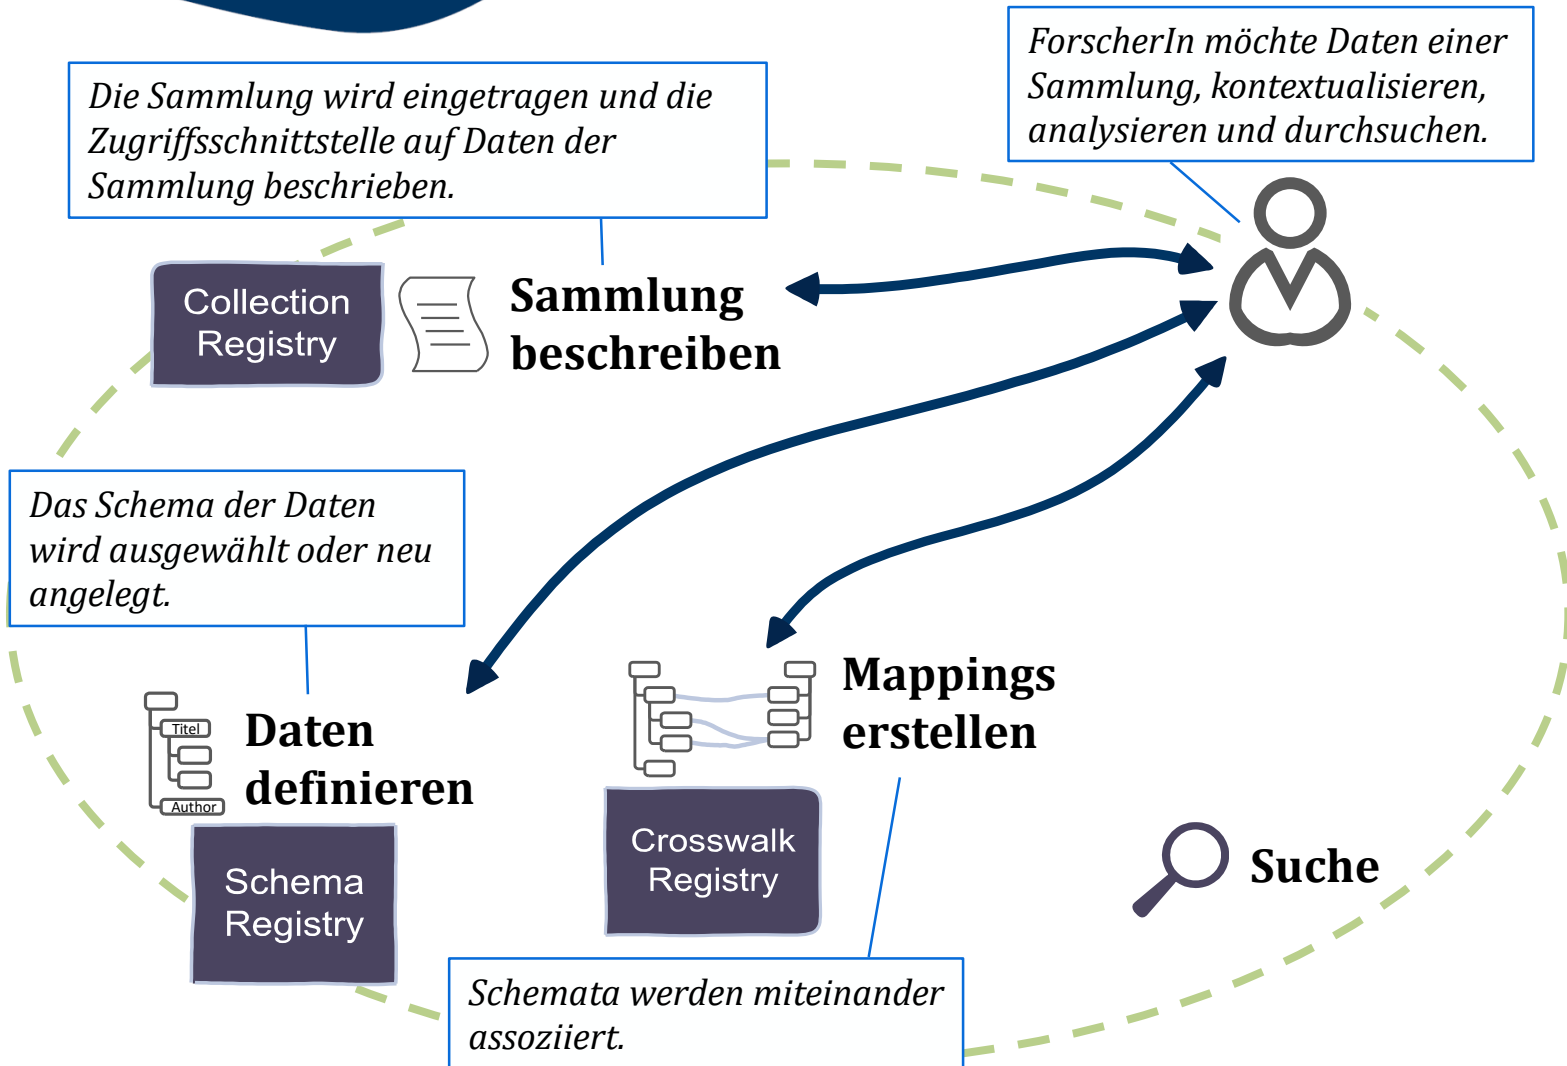 ForscherIn möchte Daten einer
Sammlung, kontextualisieren,
analysieren und durchsuchen.
Die Sammlung wird eingetragen und die
Zugriffsschnittstelle auf Daten der
Sammlung beschrieben.
Collection
Registry
Sammlung
beschreiben
Das Schema der Daten
wird ausgewählt oder neu
angelegt.
Titel
Author
Daten
definieren
Schema
Registry
Mappings
erstellen
Crosswalk
Registry
Suche
Schemata werden miteinander
assoziiert.